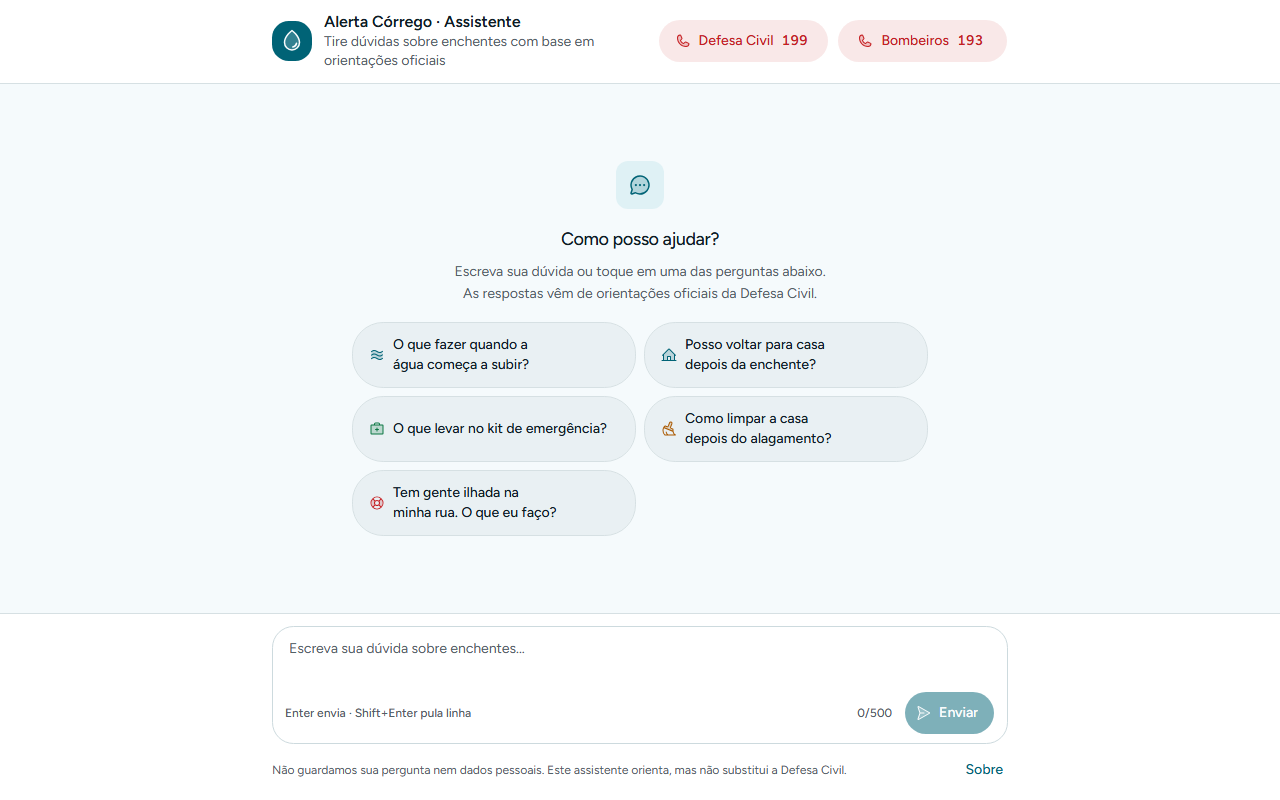 Alerta Córrego · Assistente
Tire dúvidas sobre enchentes com base em
orientações oficiais
Defesa Civil 199
Bombeiros 193
Como posso ajudar?
Escreva sua dúvida ou toque em uma das perguntas abaixo.
As respostas vêm de orientações oficiais da Defesa Civil.
O que fazer quando a
água começa a subir?
Posso voltar para casa
depois da enchente?
O que levar no kit de emergência?
Como limpar a casa
depois do alagamento?
Tem gente ilhada na
minha rua. O que eu faço?
Escreva sua dúvida sobre enchentes...
Enter envia · Shift+Enter pula linha
0/500
Enviar
Não guardamos sua pergunta nem dados pessoais. Este assistente orienta, mas não substitui a Defesa Civil.
Sobre